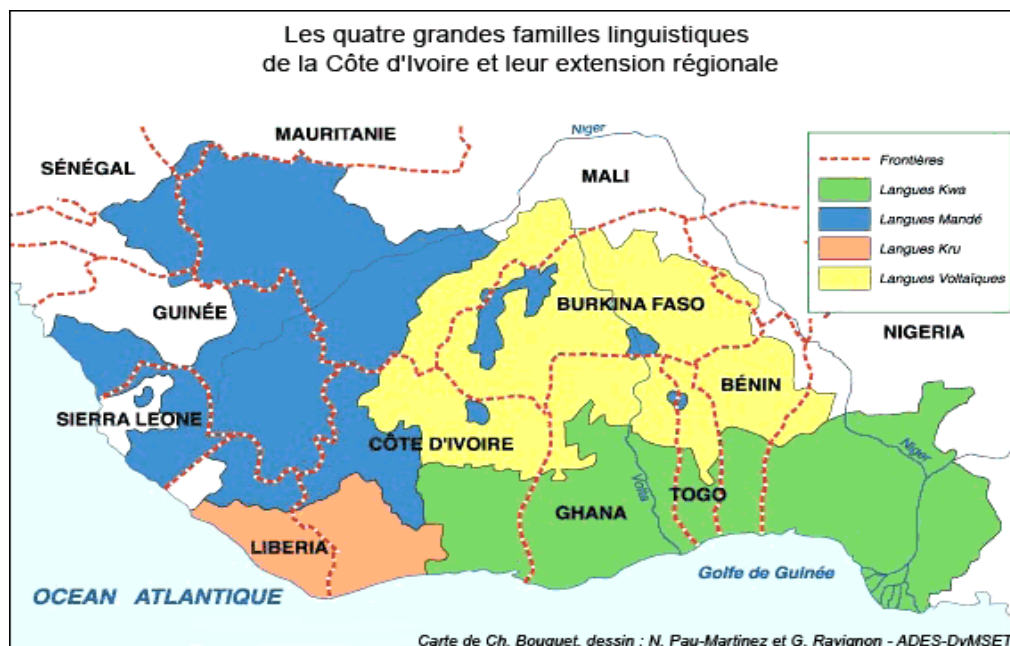 Les quatre grandes familles linguistiques
de la Côte d'Ivoire et leur extension régionale
MAURITANIE
Niger
SÉNÉGAL
MALI
Frontières
Langues Kwa
Langues Mandé
Langues Kru
Langues Voltaïques
GUINÉE
BURKINA FASO
NIGERIA
BÉNIN
SIERRA LEONE
CÔTE D'IVOIRE
Niger
Volta
TOGO
GHANA
LIBERIA
Golfe de Guinée
OCEAN ATLANTIQUE
Carte de Ch. Bouquet, dessin : N. Pau-Martinez et G. Ravignon - ADES-DyMSET